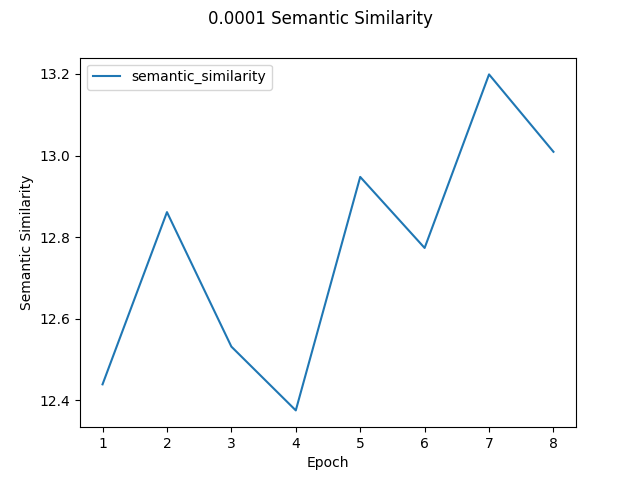 0.0001 Semantic Similarity
semantic_similarity
Semantic Similarity
13.2
13.0
12.8
12.6
12.4
1 2 3 4 5 6 7 8
Epoch